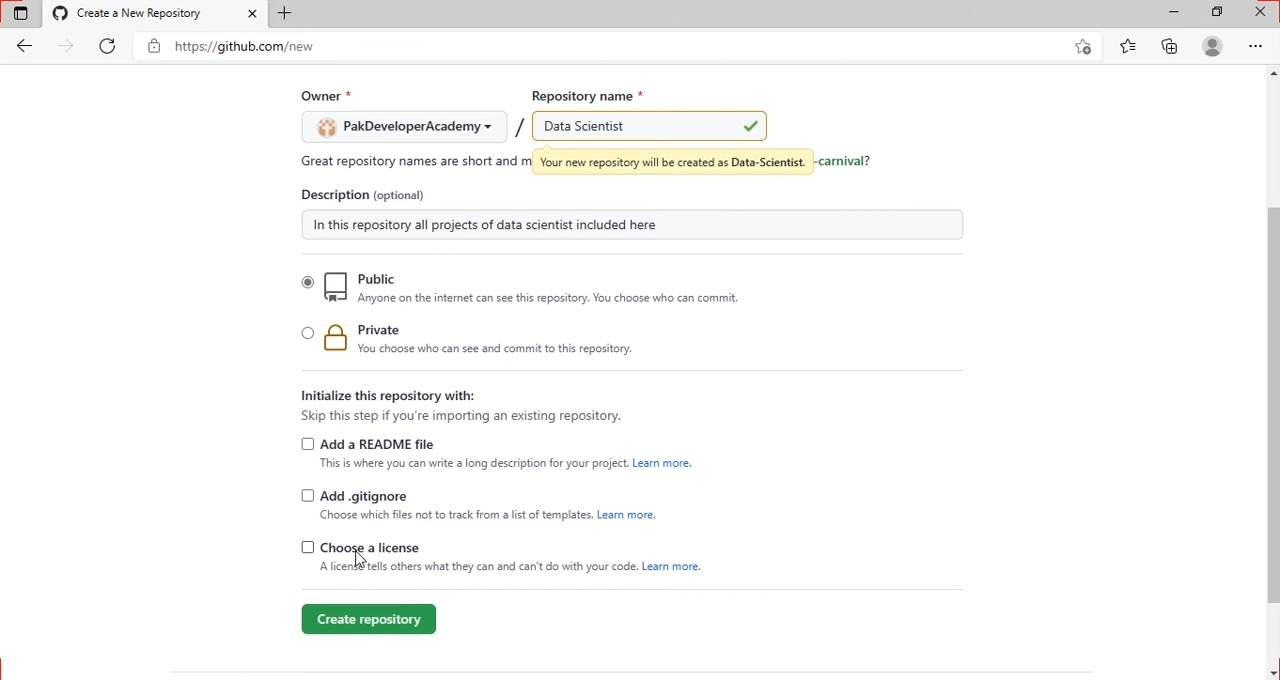 Create a New Repository
https://github.com/new
Owner * Repository name *
PakDeveloperAcademy / Data Scientist
Great repository names are short and m Your new repository will be created as Data-Scientist. -carnival?
Description (optional)
In this repository all projects of data scientist included here
Public
Anyone on the internet can see this repository. You choose who can commit.
Private
You choose who can see and commit to this repository.
Initialize this repository with:
Skip this step if you're importing an existing repository.
Add a README file
This is where you can write a long description for your project. Learn more.
Add .gitignore
Choose which files not to track from a list of templates. Learn more.
Choose a license
A license tells others what they can and can't do with your code. Learn more.
Create repository